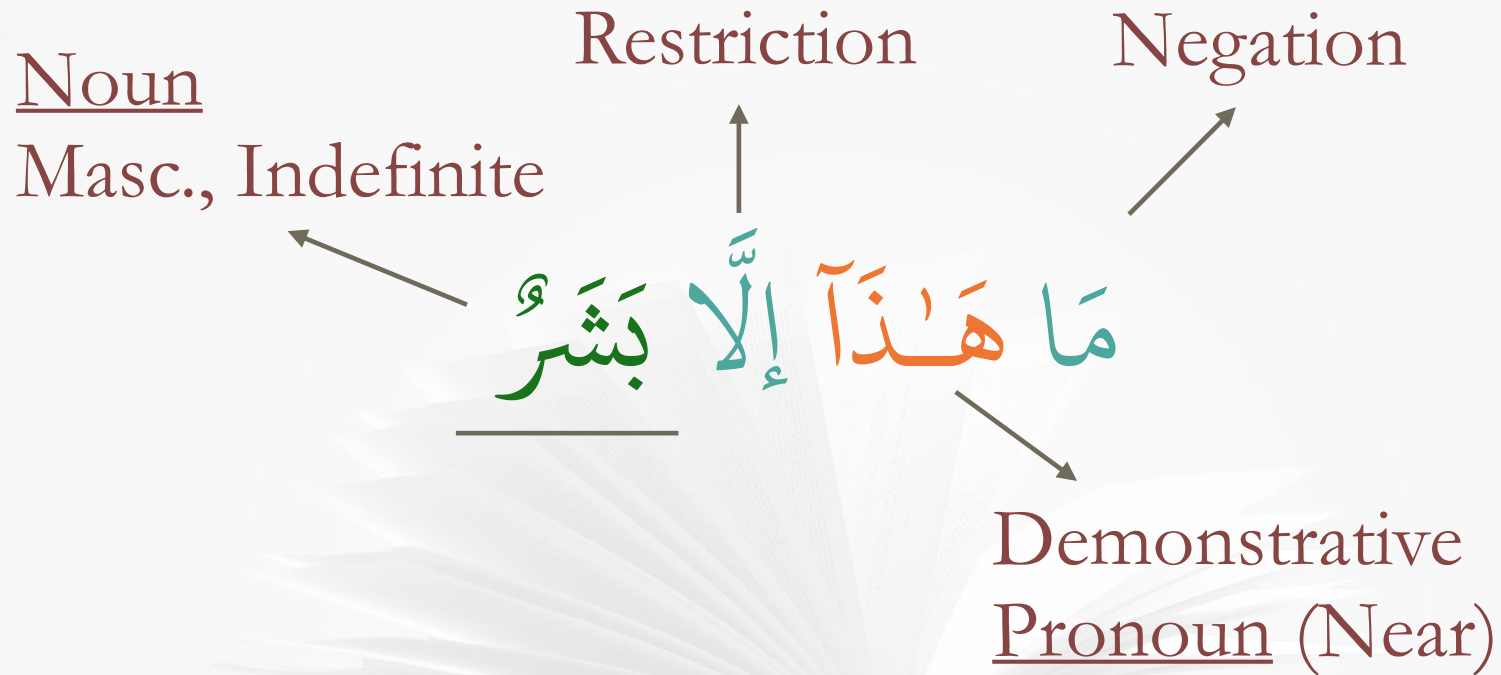 Restriction
Negation
Noun
Masc., Indefinite
مَا هَـٰذَآ إِلَّا بَشَرٌ
Demonstrative
Pronoun (Near)